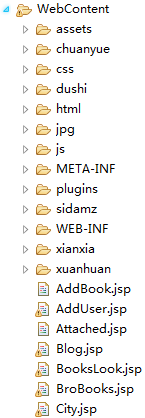 WebContent
assets
chuanyue
css
dushi
html
jpg
js
META-INF
plugins
sidamz
WEB-INF
xianxia
xuanhuan
AddBook.jsp
AddUser.jsp
Attached.jsp
Blog.jsp
BooksLook.jsp
BroBooks.jsp
City.jsp